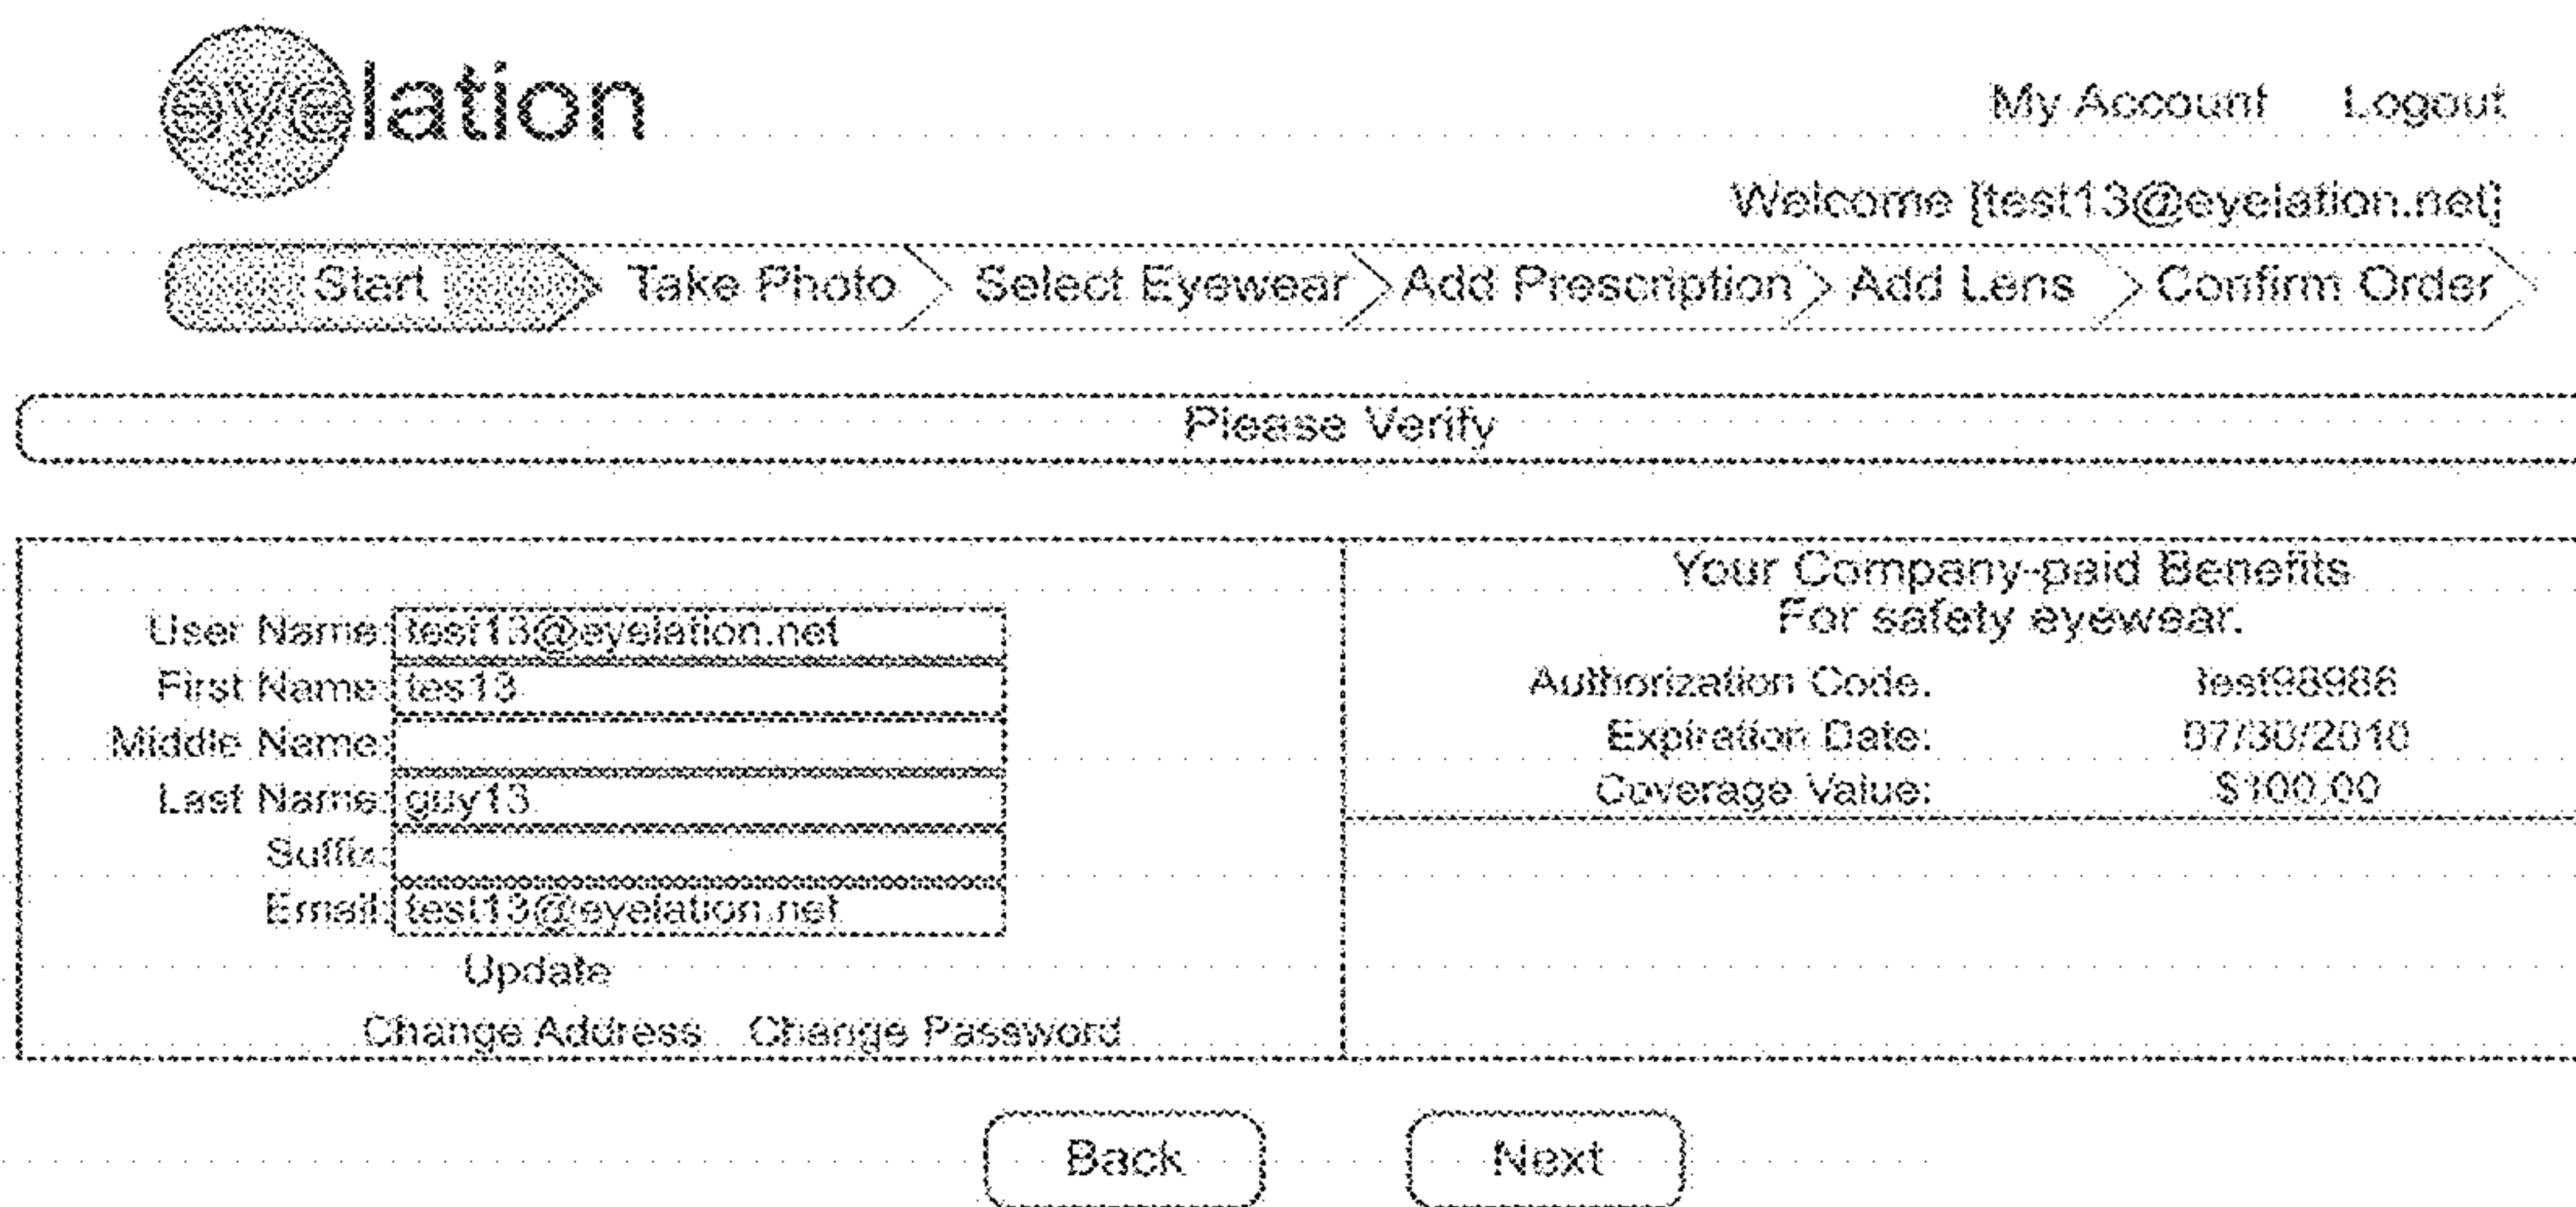 eyelation
My Account Logout
Welcome [test13@eyelation.net]
Start Take Photo Select Eyewear Add Prescription Add Lens Confirm Order
Please Verify
User Name: test13@eyelation.net
First Name: tes13
Middle Name:
Last Name: guy13
Suffix:
Email: test13@eyelation.net
Update
Change Address Change Password
Your Company-paid Benefits
For safety eyewear.
Authorization Code.
Expiration Date: 07/30/2010
Coverage Value: $100.00
Back Next